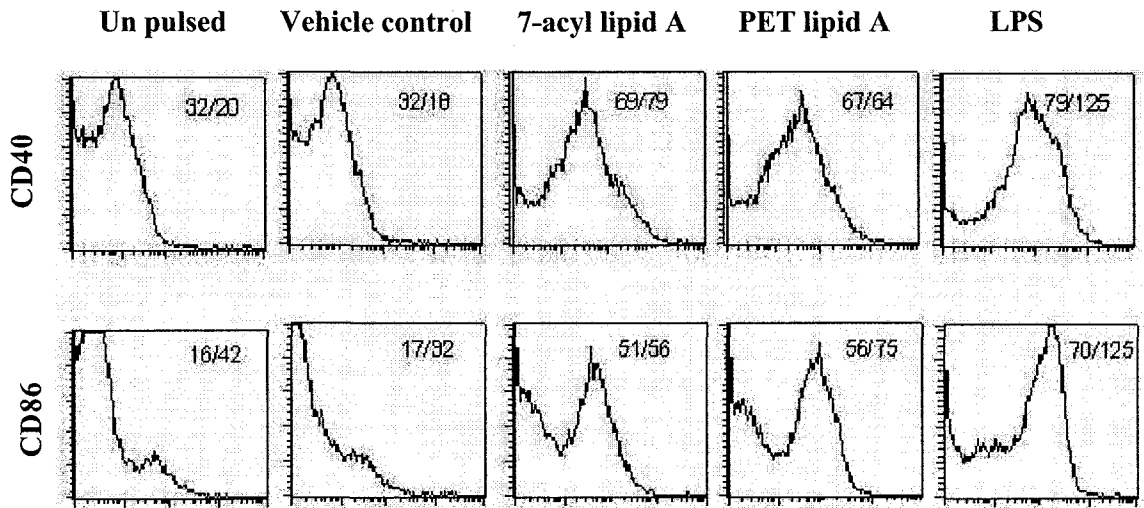 Un pulsed Vehicle control 7-acyl lipid A PET lipid A LPS
CD40
32/20 32/18 69/79 67/64 79/125
CD86
16/42 17/32 51/56 56/75 70/125